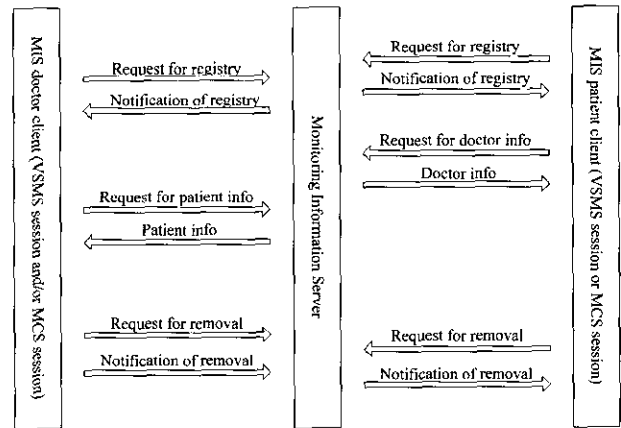 MIS doctor client (VSMS session and/or MCS session)
Request for registry
Notification of registry
Request for patient info
Patient info
Request for removal
Notification of removal
Monitoring Information Server
Request for registry
Notification of registry
Request for doctor info
Doctor info
Request for removal
Notification of removal
MIS patient client (VSMS session or MCS session)